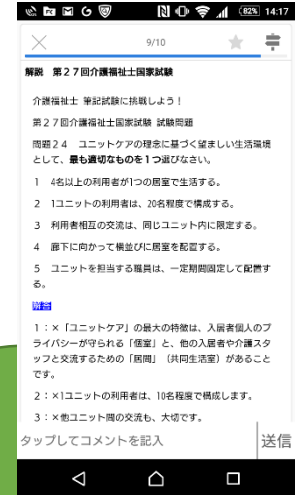 82% 14:17
9/10
解説 第27回介護福祉士国家試験
介護福祉士 筆記試験に挑戦しよう！
第27回介護福祉士国家試験 試験問題
問題24 ユニットケアの理念に基づく望ましい生活環境
として、最も適切なものを1つ選びなさい。
1 4名以上の利用者が1つの居室で生活する。
2 1ユニットの利用者は、20名程度で構成する。
3 利用者相互の交流は、同じユニット内に限定する。
4 廊下に向かって横並びに居室を配置する。
5 ユニットを担当する職員は、一定期間固定して配置す
る。
解答
1：×「ユニットケア」の最大の特徴は、入居者個人のプ
ライバシーが守られる「個室」と、他の入居者や介護スタ
ッフと交流するための「居間」（共同生活室）があること
です。
2：×1ユニットの利用者は、10名程度で構成します。
3：×他ユニット間の交流も、大切です。
タップしてコメントを記入 送信